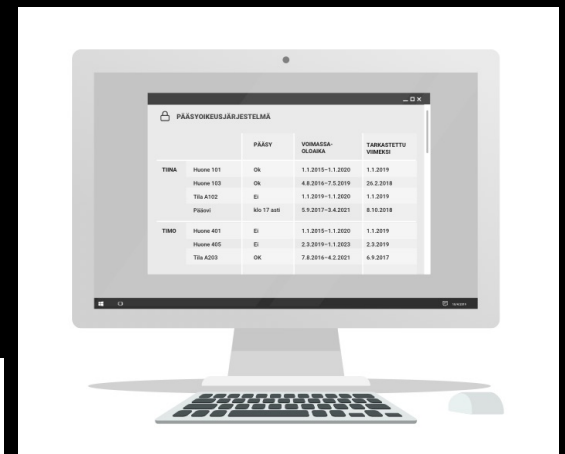 PÄÄSYOIKEUSJÄRJESTELMÄ
PÄÄSY VOIMASSA- TARKASTETTU
OLOAIKA VIIMEKSI
TIINA Huone 101 Ok 1.1.2015–1.1.2020 1.1.2019
Huone 103 Ok 4.8.2016–7.5.2019 26.2.2018
Tila A102 Ei 1.1.2019–1.1.2020 1.1.2019
Pääovi klo 17 asti 5.9.2017–3.4.2021 8.10.2018
TIMO Huone 401 Ei 1.1.2015–1.1.2020 1.1.2019
Huone 405 Ei 2.3.2019–1.1.2023 2.3.2019
Tila A203 OK 7.8.2016–4.2.2021 6.9.2017